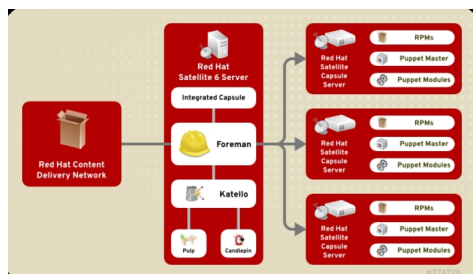 Red Hat Content
Delivery Network
Red Hat
Satellite 6 Server
Integrated Capsule
Foreman
Katello
Pulp
Candlepin
Red Hat
Satellite
Capsule
Server
RPMs
Puppet Master
Puppet Modules
Red Hat
Satellite
Capsule
Server
RPMs
Puppet Master
Puppet Modules
Red Hat
Satellite
Capsule
Server
RPMs
Puppet Master
Puppet Modules